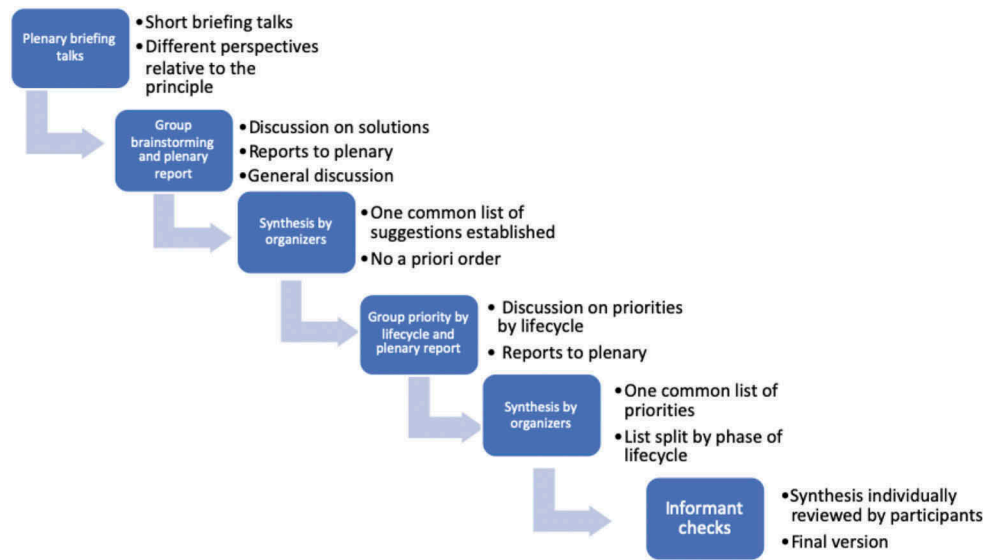 Plenary briefing
talks
• Short briefing talks
• Different perspectives
relative to the
principle
Group
brainstorming
and plenary
report
• Discussion on solutions
• Reports to plenary
• General discussion
Synthesis by
organizers
• One common list of
suggestions established
• No a priori order
Group priority by
lifecycle and
plenary report
• Discussion on priorities
by lifecycle
• Reports to plenary
Synthesis by
organizers
• One common list of
priorities
• List split by phase of
lifecycle
Informant
checks
• Synthesis individually
reviewed by participants
• Final version